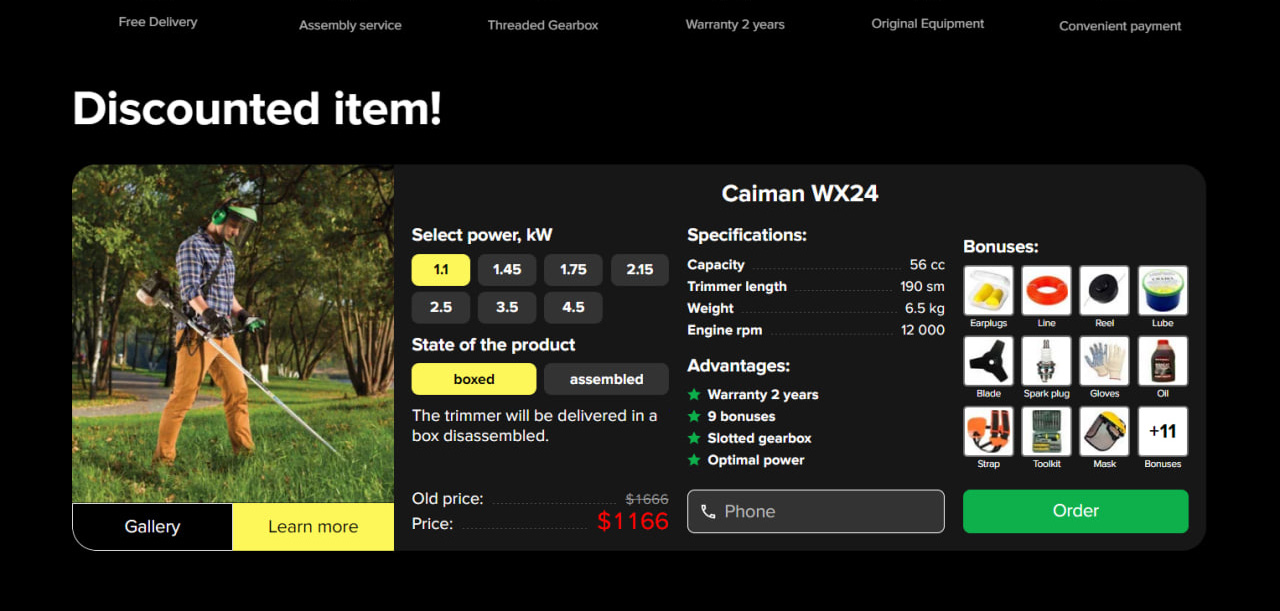 Free Delivery
Assembly service
Threaded Gearbox
Warranty 2 years
Original Equipment
Convenient payment
Discounted item!
Caiman WX24
Select power, kW
1.1
1.45
1.75
2.15
2.5
3.5
4.5
State of the product
boxed
assembled
The trimmer will be delivered in a
box disassembled.
Old price: $1666
Price: $1166
Gallery
Learn more
Specifications:
Capacity 56 cc
Trimmer length 190 sm
Weight 6.5 kg
Engine rpm 12 000
Advantages:
Warranty 2 years
9 bonuses
Slotted gearbox
Optimal power
Phone
Bonuses:
Earplugs
Line
Reel
Lube
Blade
Spark plug
Gloves
Oil
Strap
Toolkit
Mask
+11
Bonuses
Order